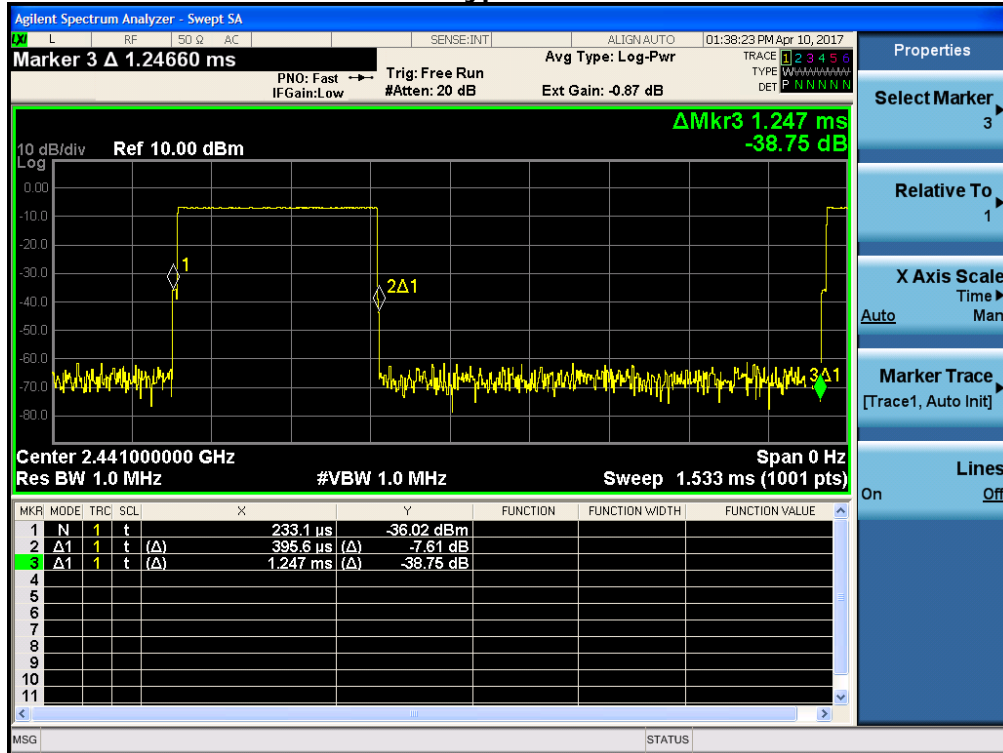 Agilent Spectrum Analyzer - Swept SA
LXI L RF 50 Ω AC SENSE:INT ALIGN AUTO 01:38:23 PM Apr 10, 2017
Marker 3 Δ 1.24660 ms
PNO: Fast
IFGain:Low
Trig: Free Run
#Atten: 20 dB
Avg Type: Log-Pwr
Ext Gain: -0.87 dB
TRACE 1 2 3 4 5 6
TYPE W
DET P N N N N N
ΔMkr3 1.247 ms
-38.75 dB
10 dB/div Ref 10.00 dBm
Log
0.00
-10.0
-20.0
-30.0
-40.0
-50.0
-60.0
-70.0
-80.0
1
2Δ1
3Δ1
Center 2.441000000 GHz Span 0 Hz
Res BW 1.0 MHz #VBW 1.0 MHz Sweep 1.533 ms (1001 pts)
MKR MODE TRC SCL X Y FUNCTION FUNCTION WIDTH FUNCTION VALUE
1 N 1 t 233.1 µs -36.02 dBm
2 Δ1 1 t (Δ) 395.6 µs (Δ) -7.61 dB
3 Δ1 1 t (Δ) 1.247 ms (Δ) -38.75 dB
4
5
6
7
8
9
10
11
MSG STATUS
Properties
Select Marker
3
Relative To
1
X Axis Scale
Time
Auto Man
Marker Trace
[Trace1, Auto Init]
Lines
On Off